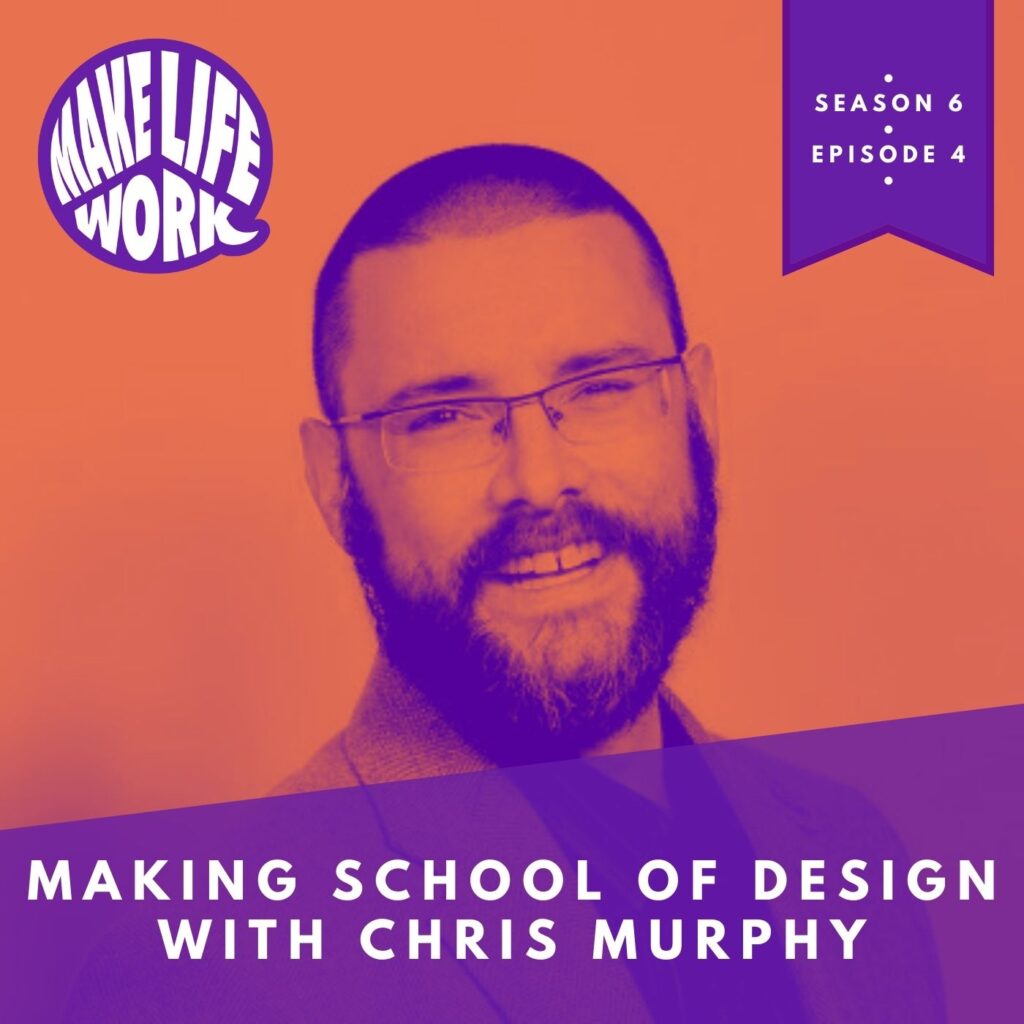 MAKE LIFE
WORK
SEASON 6
EPISODE 4
MAKING SCHOOL OF DESIGN
WITH CHRIS MURPHY